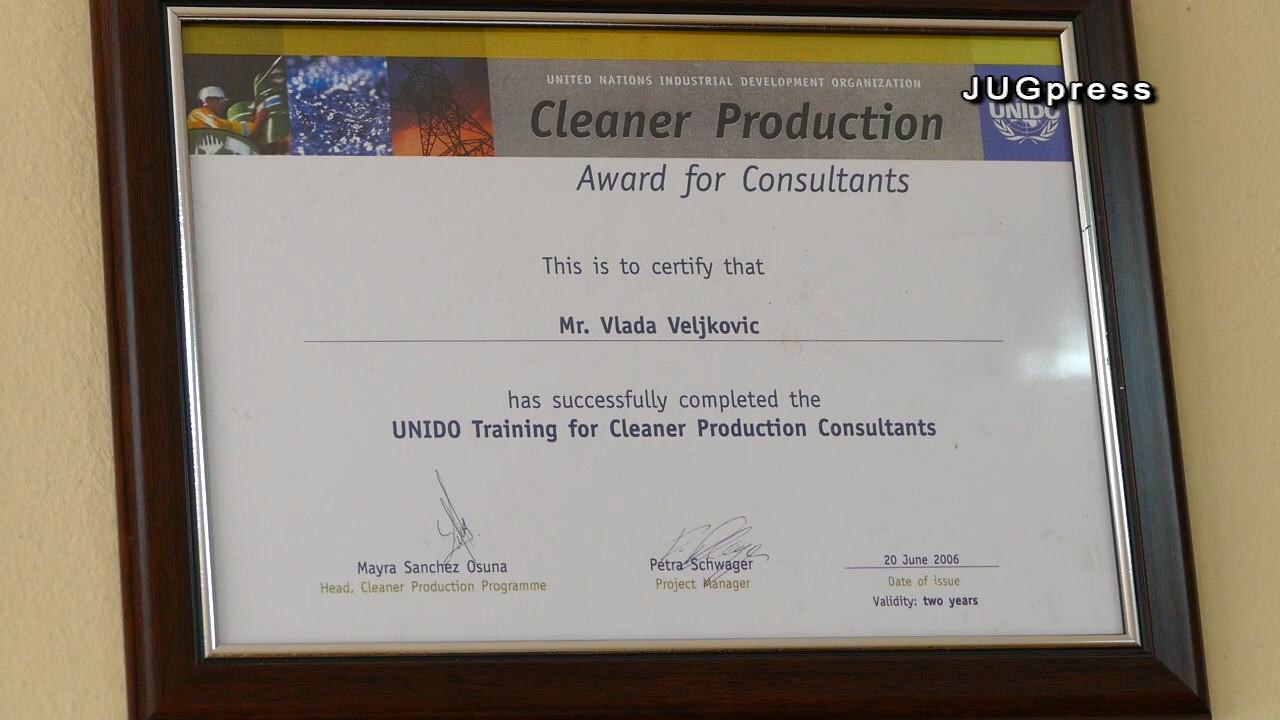 UNITED NATIONS INDUSTRIAL DEVELOPMENT ORGANIZATION
JUGpress
Cleaner Production
UNIDO
Award for Consultants
This is to certify that
Mr. Vlada Veljkovic
has successfully completed the
UNIDO Training for Cleaner Production Consultants
Mayra Sanchez Osuna
Head, Cleaner Production Programme
Petra Schwager
Project Manager
20 June 2006
Date of issue
Validity: two years